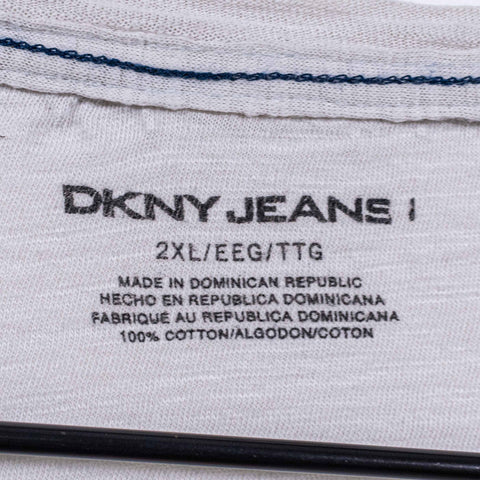 DKNY JEANS
2XL/EEG/TTG
MADE IN DOMINICAN REPUBLIC
HECHO EN REPUBLICA DOMINICANA
FABRIQUE AU REPUBLICA DOMINICANA
100% COTTON/ALGODON/COTON